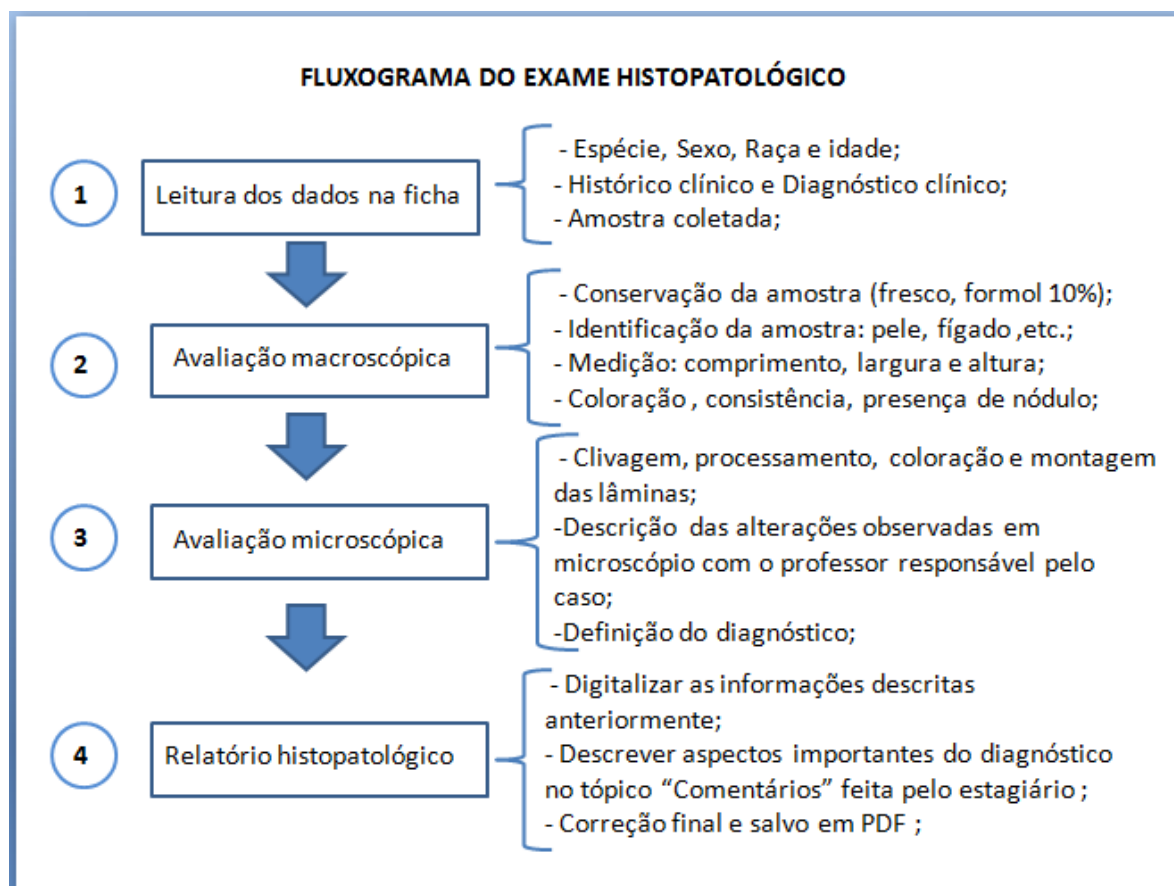 FLUXOGRAMA DO EXAME HISTOPATOLÓGICO
1
Leitura dos dados na ficha
- Espécie, Sexo, Raça e idade;
- Histórico clínico e Diagnóstico clínico;
- Amostra coletada;
2
Avaliação macroscópica
- Conservação da amostra (fresco, formol 10%);
- Identificação da amostra: pele, fígado ,etc.;
- Medição: comprimento, largura e altura;
- Coloração , consistência, presença de nódulo;
3
Avaliação microscópica
- Clivagem, processamento, coloração e montagem
das lâminas;
-Descrição das alterações observadas em
microscópio com o professor responsável pelo
caso;
-Definição do diagnóstico;
4
Relatório histopatológico
- Digitalizar as informações descritas
anteriormente;
- Descrever aspectos importantes do diagnóstico
no tópico “Comentários” feita pelo estagiário ;
- Correção final e salvo em PDF ;